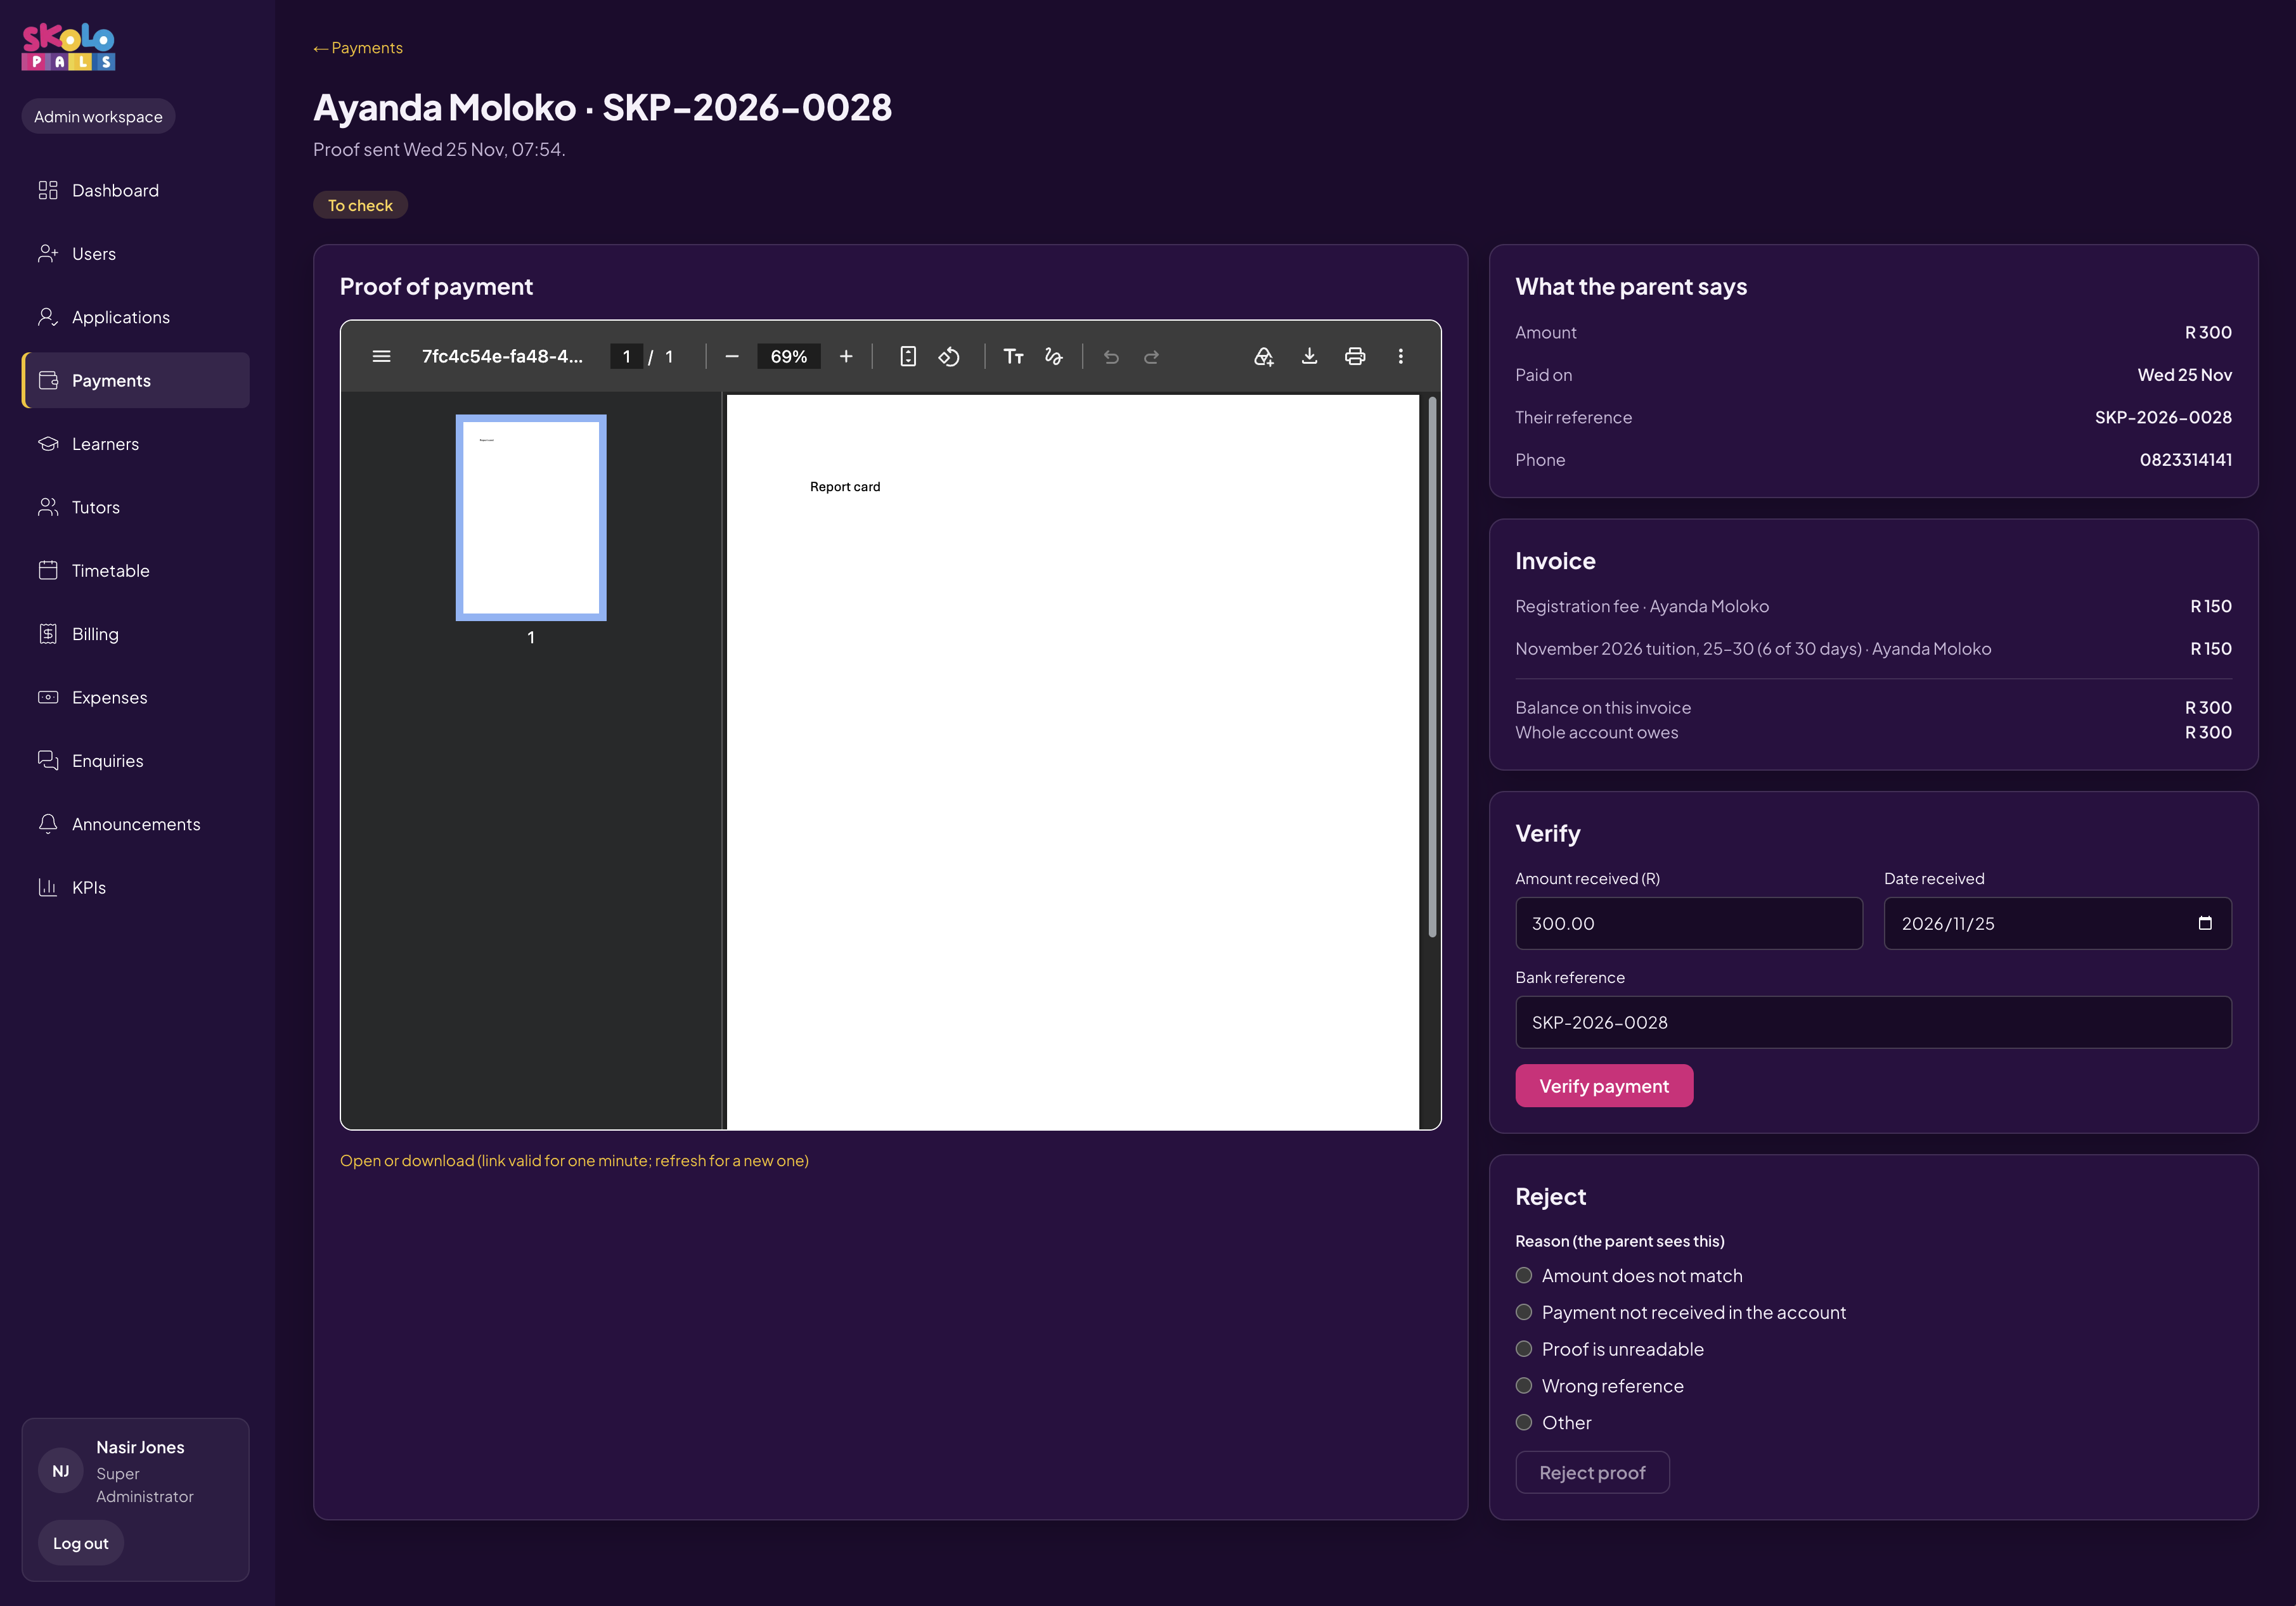 SKOLO
PALS
Admin workspace
Dashboard
Users
Applications
Payments
Learners
Tutors
Timetable
Billing
Expenses
Enquiries
Announcements
KPIs
NJ
Nasir Jones
Super
Administrator
Log out
← Payments
Ayanda Moloko · SKP-2026-0028
Proof sent Wed 25 Nov, 07:54.
To check
Proof of payment
7fc4c54e-fa48-4...
1 / 1
69%
1
Report card
Open or download (link valid for one minute; refresh for a new one)
What the parent says
Amount R 300
Paid on Wed 25 Nov
Their reference SKP-2026-0028
Phone 0823314141
Invoice
Registration fee · Ayanda Moloko R 150
November 2026 tuition, 25–30 (6 of 30 days) · Ayanda Moloko R 150
Balance on this invoice R 300
Whole account owes R 300
Verify
Amount received (R) Date received
300.00 2026/11/25
Bank reference
SKP-2026-0028
Verify payment
Reject
Reason (the parent sees this)
Amount does not match
Payment not received in the account
Proof is unreadable
Wrong reference
Other
Reject proof